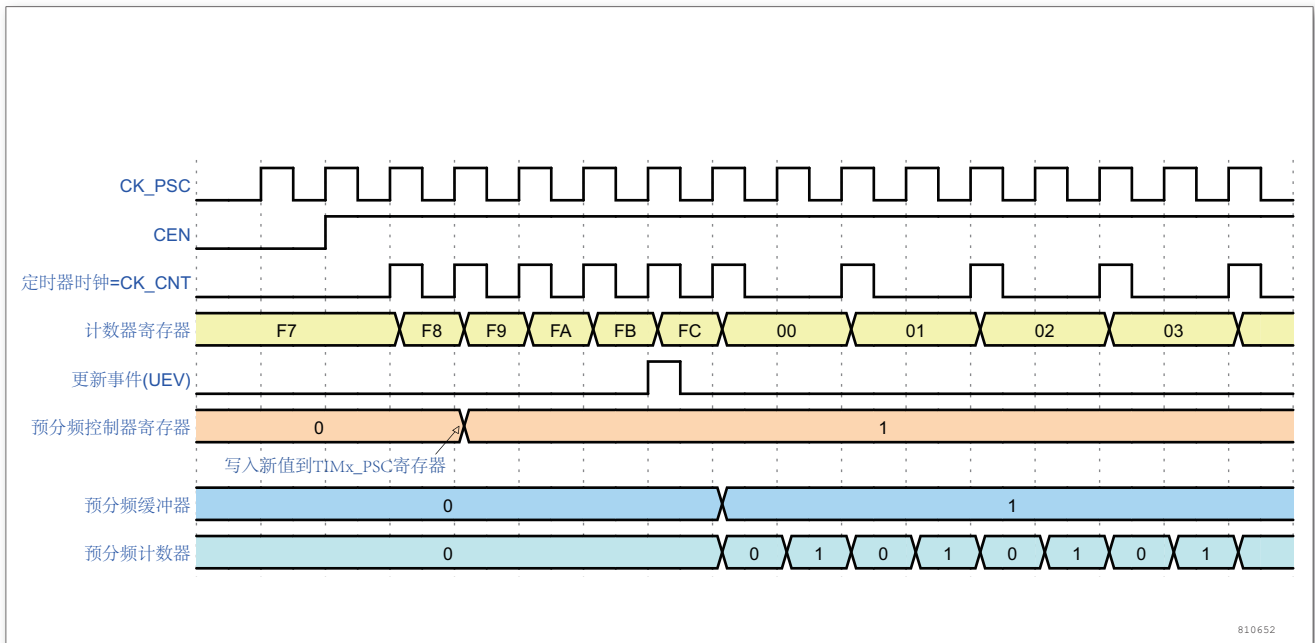 CK_PSC
CEN
定时器时钟=CK_CNT
计数器寄存器 F7 F8 F9 FA FB FC 00 01 02 03
更新事件(UEV)
预分频控制器寄存器 0 1
写入新值到TIMx_PSC寄存器
预分频缓冲器 0 1
预分频计数器 0 0 1 0 1 0 1 0 1
810652